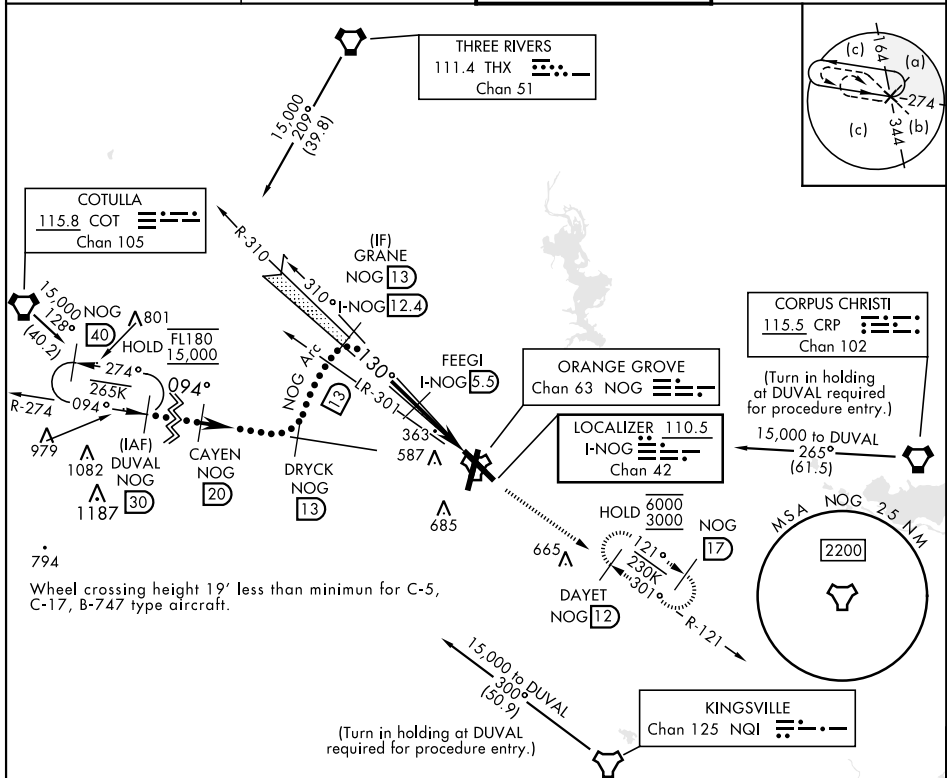 THREE RIVERS
111.4 THX
Chan 51
(c)
164
(a)
274
(c)
344
(b)
15,000
209°
(39.8)
COTULLA
115.8 COT
Chan 105
R-310
310°
(IF)
GRANE
NOG 13
I-NOG 12.4
15,000
128°
(40.2)
NOG
40
801
HOLD
FL180
15,000
274°
265K
094°
094°
R-274
NOG Arc
13
LR-301
130°
FEEGI
I-NOG 5.5
ORANGE GROVE
Chan 63 NOG
CORPUS CHRISTI
115.5 CRP
Chan 102
(Turn in holding
at DUVAL required
for procedure entry.)
15,000 to DUVAL
265°
(61.5)
LOCALIZER 110.5
I-NOG
Chan 42
979
1082
1187
(IAF)
DUVAL
NOG
30
CAYEN
NOG
20
DRYCK
NOG
13
363
587
685
HOLD
6000
3000
NOG
17
665
121°
230K
301°
DAYET
NOG 12
R-121
MSA NOG 25 NM
2200
794
Wheel crossing height 19' less than minimun for C-5,
C-17, B-747 type aircraft.
15,000 to DUVAL
300°
(50.9)
(Turn in holding at DUVAL
required for procedure entry.)
KINGSVILLE
Chan 125 NQI